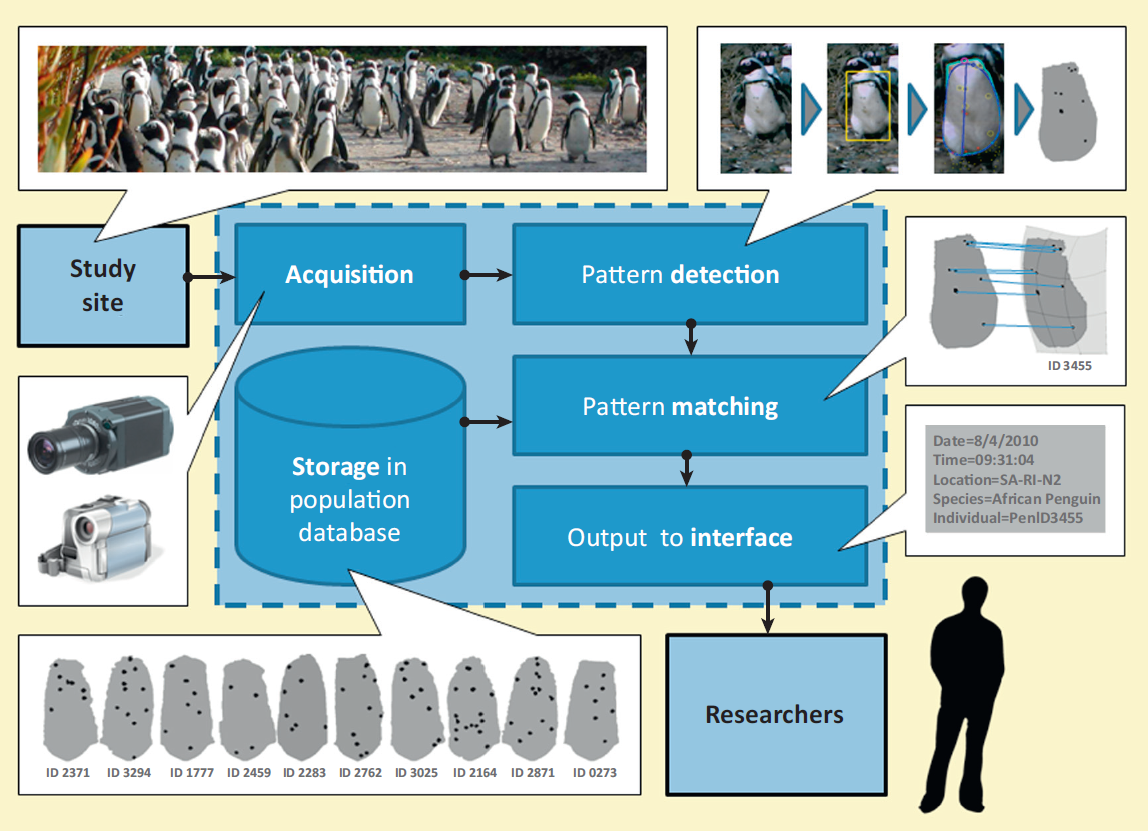 Study
site
Acquisition
Pattern detection
Pattern matching
ID 3455
Storage in
population
database
Output  to interface
Date=8/4/2010
Time=09:31:04
Location=SA-RI-N2
Species=African Penguin
Individual=PenID3455
Researchers
ID 2371
ID 3294
ID 1777
ID 2459
ID 2283
ID 2762
ID 3025
ID 2164
ID 2871
ID 0273